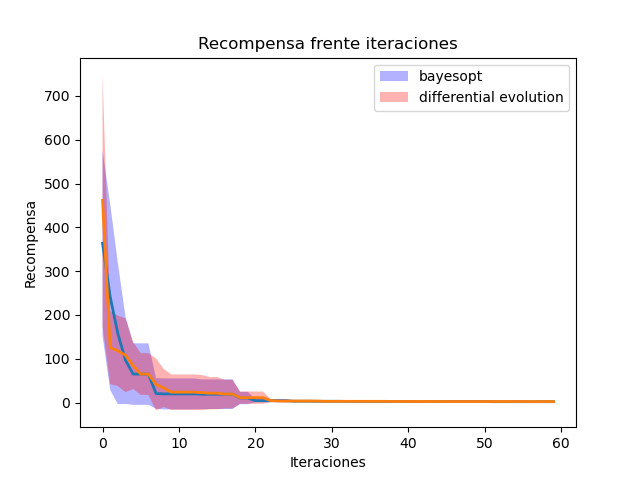 Recompensa frente iteraciones
bayesopt
differential evolution
700
600
500
400
300
200
100
0
Recompensa
0 10 20 30 40 50 60
Iteraciones